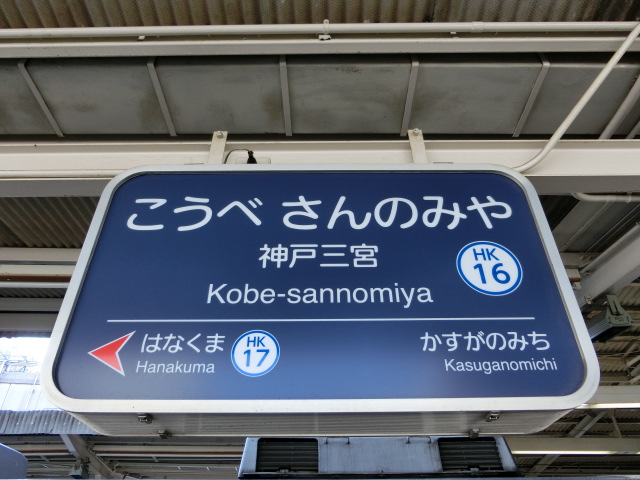 こうべ さんのみや
神戸三宮
HK
16
Kobe-sannomiya
はなくま
HK
17
かすがのみち
Hanakuma
Kasuganomichi